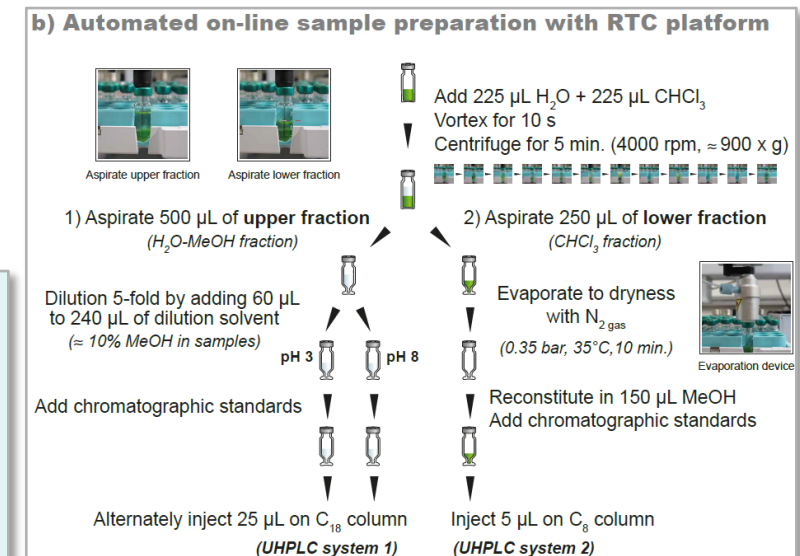 b) Automated on-line sample preparation with RTC platform
Add 225 µL H₂O + 225 µL CHCl₃
Vortex for 10 s
Centrifuge for 5 min. (4000 rpm, ≈ 900 x g)
Aspirate upper fraction
Aspirate lower fraction
1) Aspirate 500 µL of upper fraction
(H₂O-MeOH fraction)
2) Aspirate 250 µL of lower fraction
(CHCl₃ fraction)
Dilution 5-fold by adding 60 µL
to 240 µL of dilution solvent
(≈ 10% MeOH in samples)
Evaporate to dryness
with N₂ gas
(0.35 bar, 35°C, 10 min.)
Evaporation device
pH 3
pH 8
Add chromatographic standards
Reconstitute in 150 µL MeOH
Add chromatographic standards
Alternately inject 25 µL on C₁₈ column
(UHPLC system 1)
Inject 5 µL on C₈ column
(UHPLC system 2)